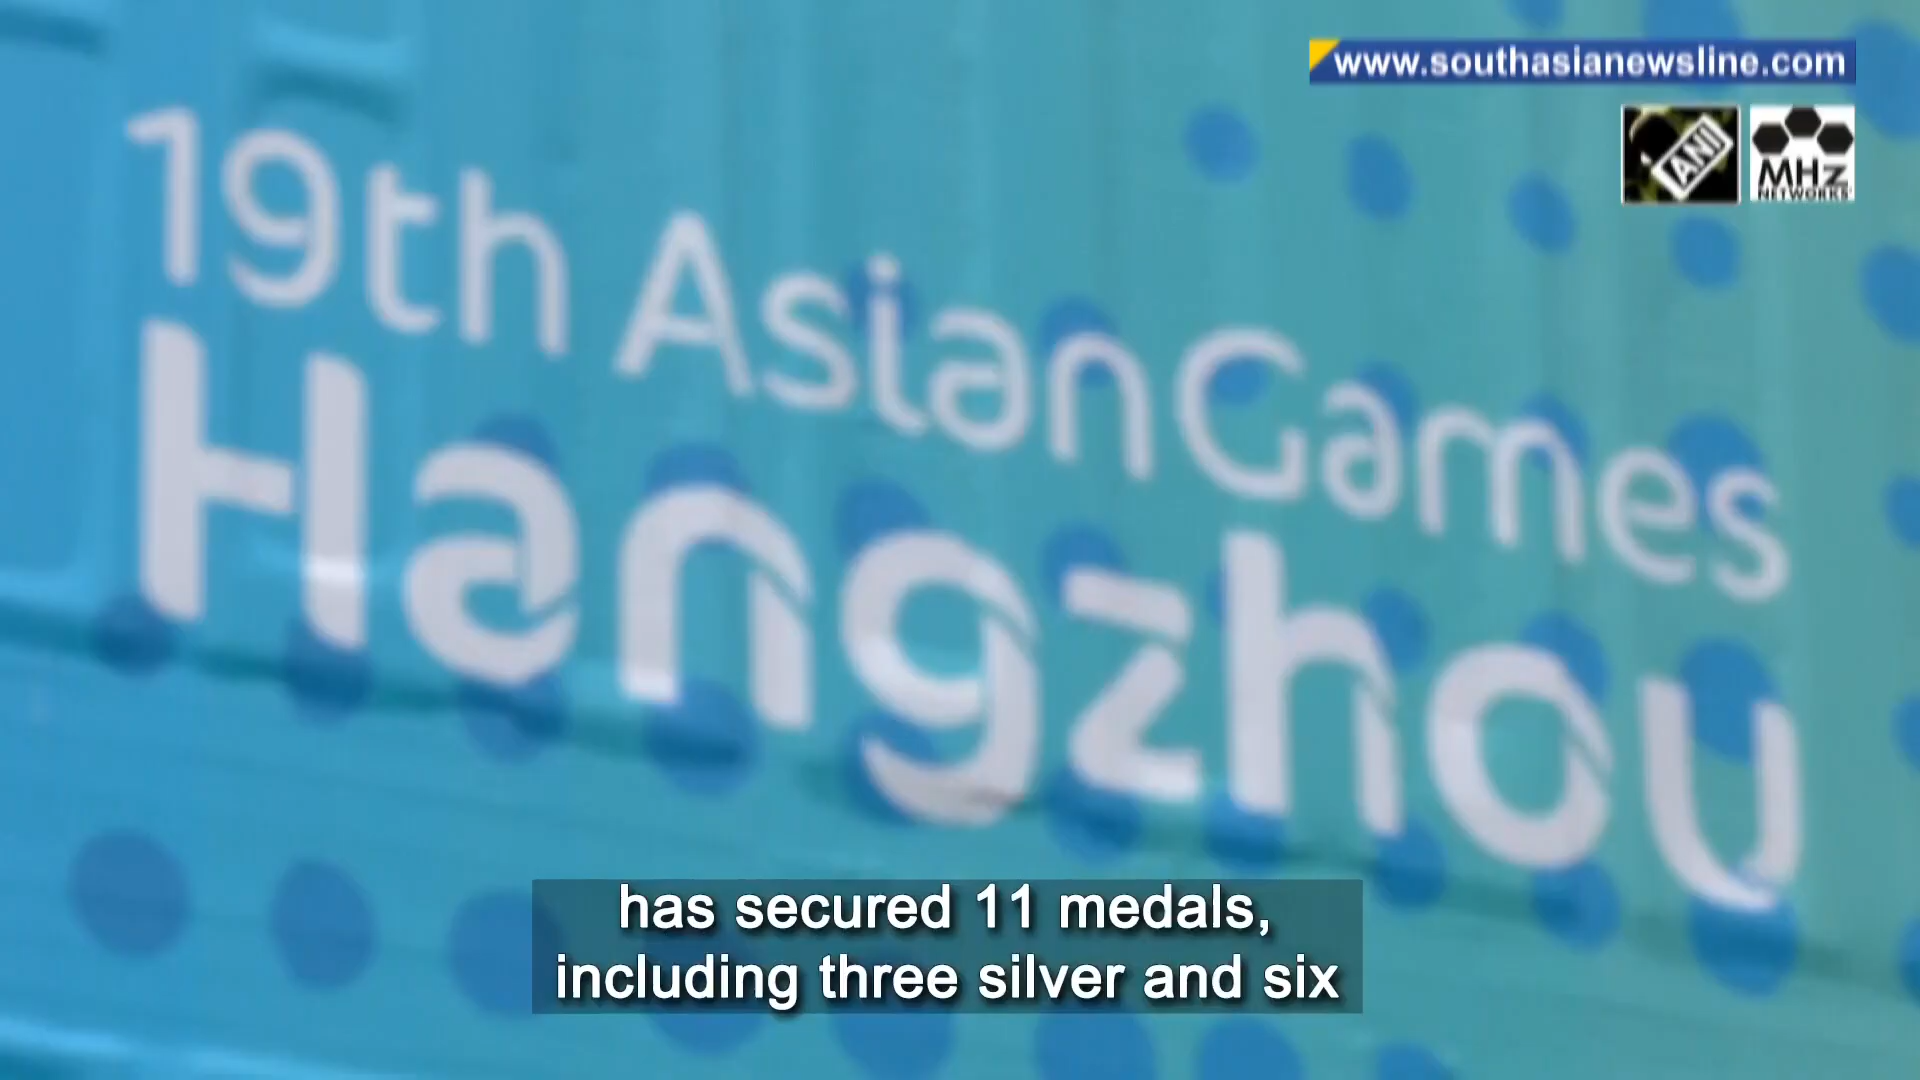 www.southasianewsline.com
ANI
MHz
NETWORKS
19th Asian Games
Hangzhou
has secured 11 medals,
including three silver and six